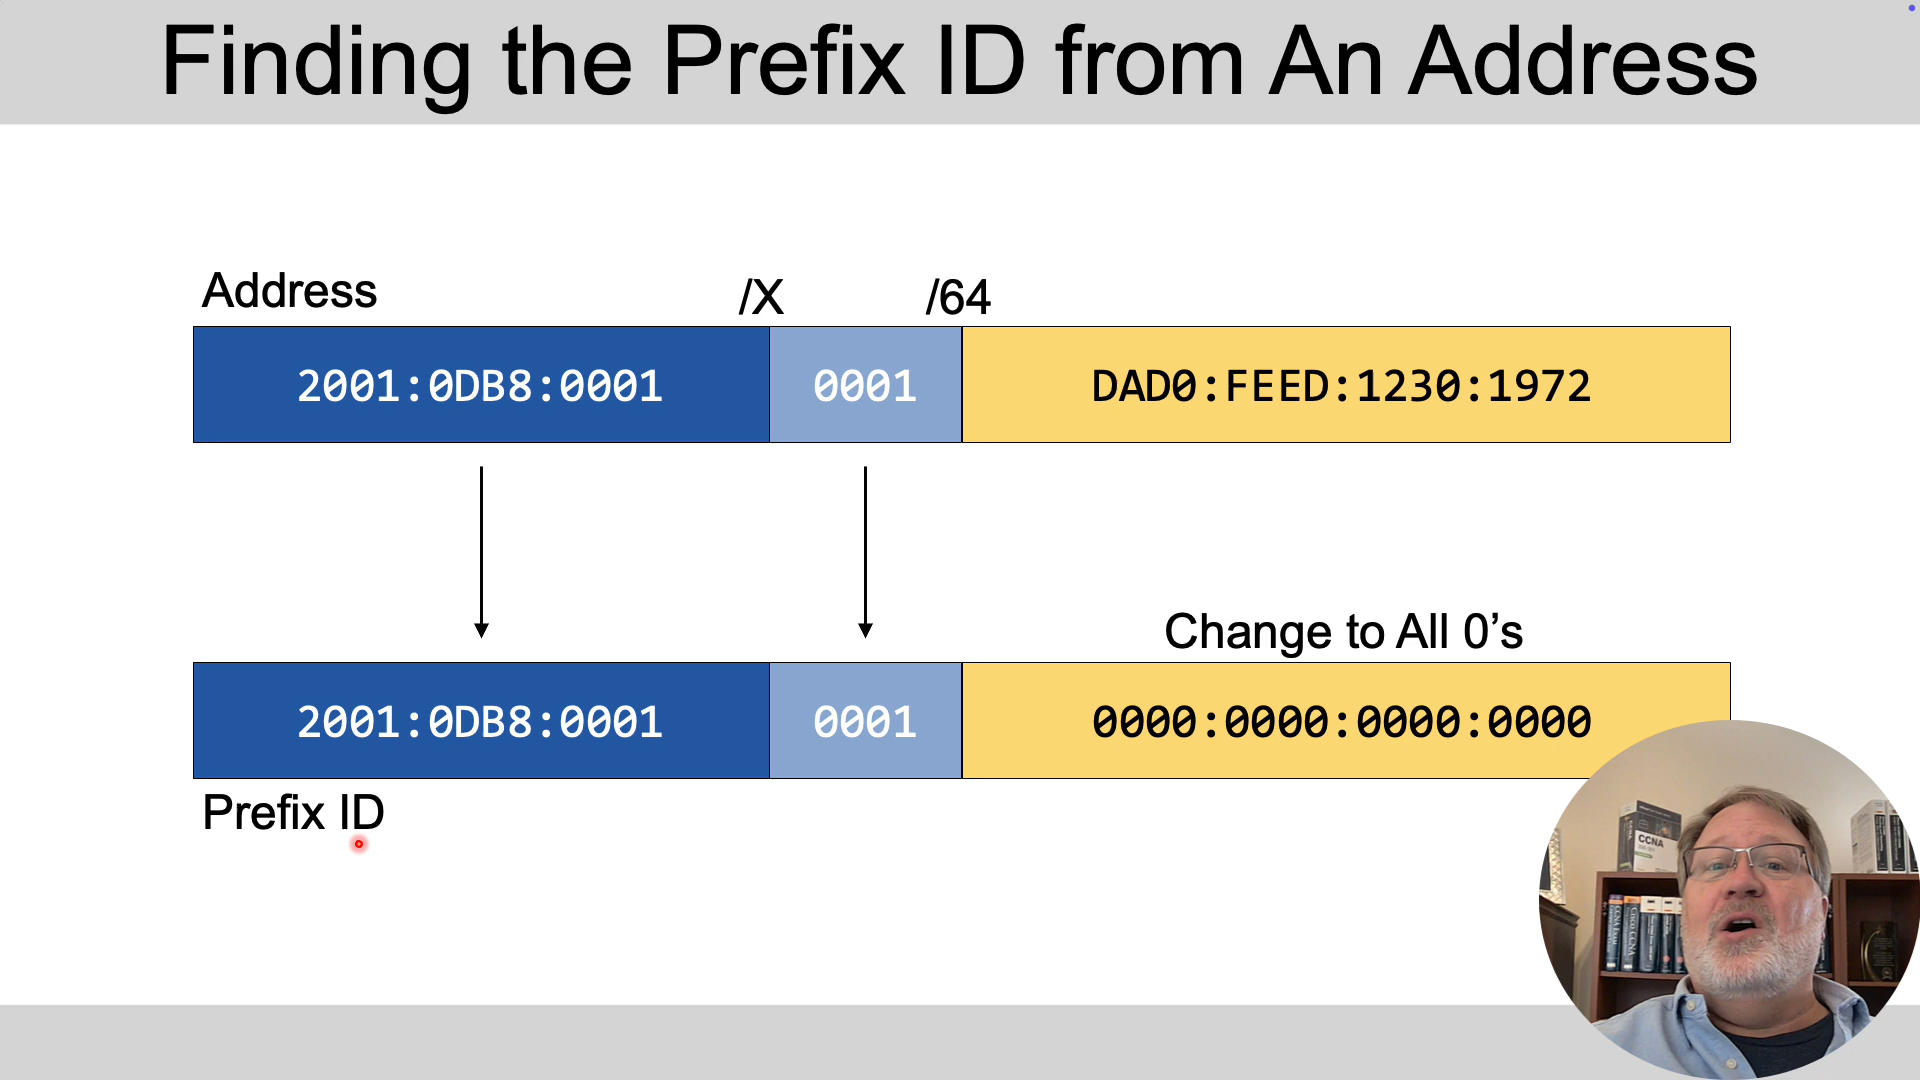 Finding the Prefix ID from An Address
Address
/X
/64
2001:0DB8:0001
0001
DAD0:FEED:1230:1972
Change to All 0’s
2001:0DB8:0001
0001
0000:0000:0000:0000
Prefix ID
CCNA